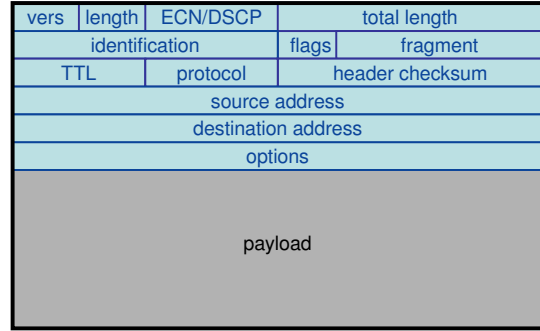 vers length ECN/DSCP total length
identification flags fragment
TTL protocol header checksum
source address
destination address
options
payload